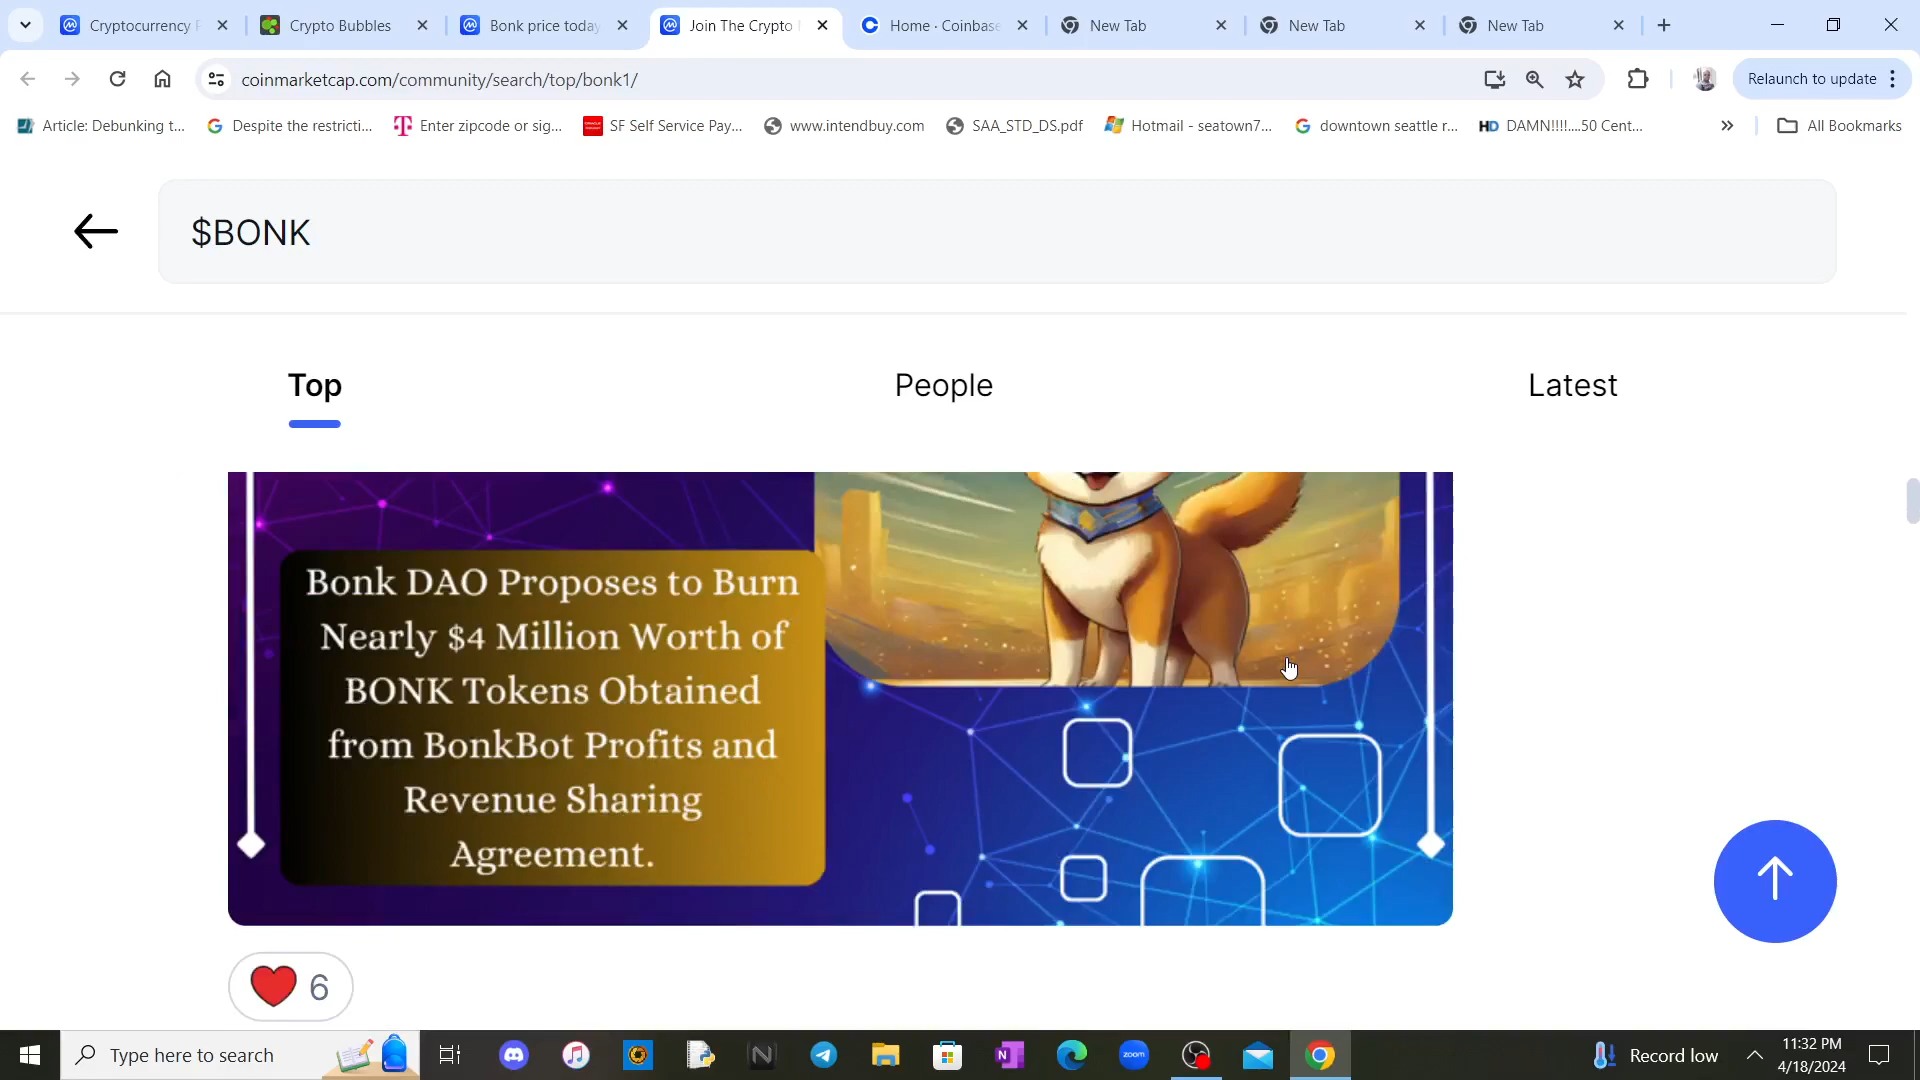 Cryptocurrency P
Crypto Bubbles
Bonk price today
Join The Crypto
Home · Coinbase
New Tab
New Tab
New Tab
coinmarketcap.com/community/search/top/bonk1/
Relaunch to update
Article: Debunking t...
Despite the restricti...
Enter zipcode or sig...
SF Self Service Pay...
www.intendbuy.com
SAA_STD_DS.pdf
Hotmail - seatown7...
downtown seattle r...
HD DAMN!!!!....50 Cent...
All Bookmarks
$BONK
Top
People
Latest
Bonk DAO Proposes to Burn
Nearly $4 Million Worth of
BONK Tokens Obtained
from BonkBot Profits and
Revenue Sharing
Agreement.
6
Type here to search
zoom
Record low
11:32 PM
4/18/2024